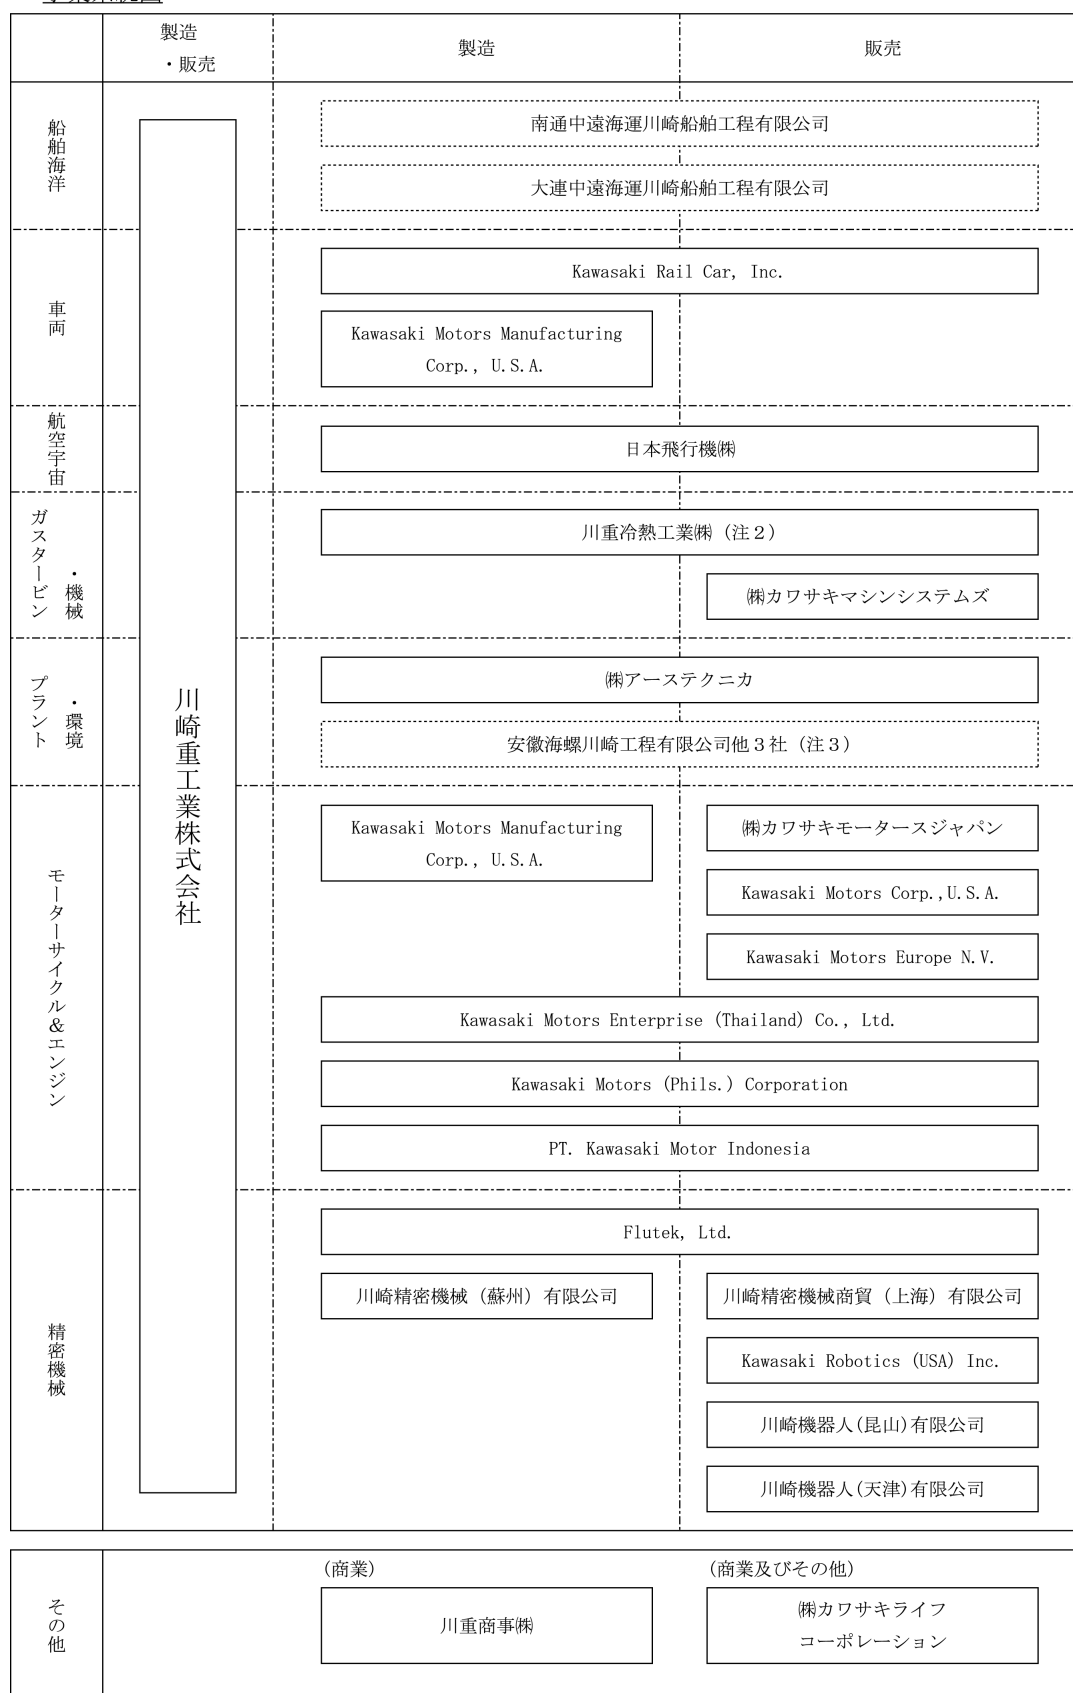 製造
・販売
製造
販売
船舶海洋
南通中遠海運川崎船舶工程有限公司
大連中遠海運川崎船舶工程有限公司
車両
Kawasaki Rail Car, Inc.
Kawasaki Motors Manufacturing
Corp., U.S.A.
航空宇宙
日本飛行機㈱
ガスタービン
・機械
川重冷熱工業㈱（注２）
㈱カワサキマシンシステムズ
プラント
・環境
㈱アーステクニカ
安徽海螺川崎工程有限公司他３社（注３）
川崎重工業株式会社
モーターサイクル＆エンジン
Kawasaki Motors Manufacturing
Corp., U.S.A.
㈱カワサキモータースジャパン
Kawasaki Motors Corp.,U.S.A.
Kawasaki Motors Europe N.V.
Kawasaki Motors Enterprise (Thailand) Co., Ltd.
Kawasaki Motors (Phils.) Corporation
PT. Kawasaki Motor Indonesia
精密機械
Flutek, Ltd.
川崎精密機械（蘇州）有限公司
川崎精密機械商貿（上海）有限公司
Kawasaki Robotics (USA) Inc.
川崎機器人(昆山)有限公司
川崎機器人(天津)有限公司
その他
(商業)
川重商事㈱
(商業及びその他)
㈱カワサキライフ
コーポレーション